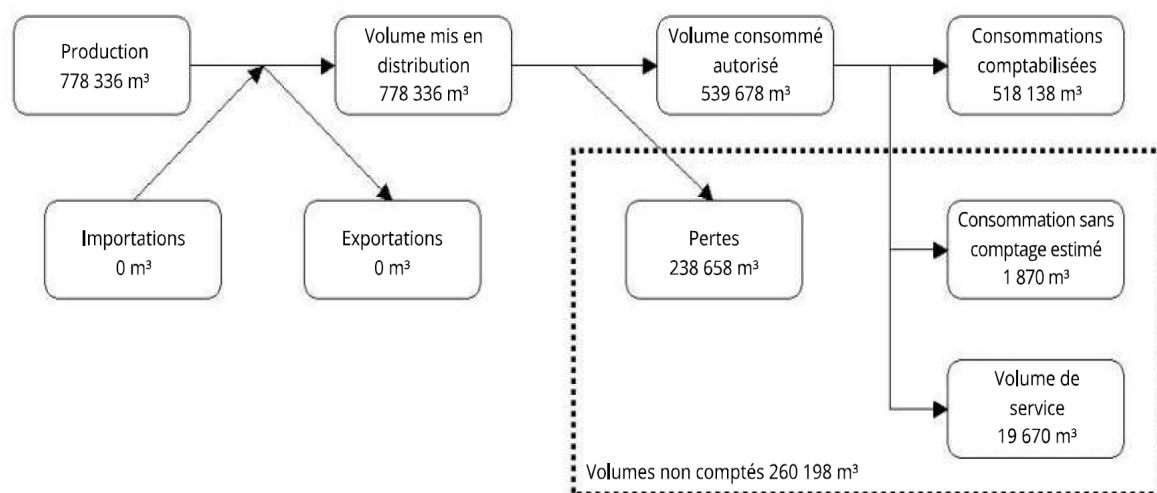 Production
778 336 m³
Volume mis en
distribution
778 336 m³
Volume consommé
autorisé
539 678 m³
Consommations
comptabilisées
518 138 m³
Importations
0 m³
Exportations
0 m³
Pertes
238 658 m³
Consommation sans
comptage estimé
1 870 m³
Volume de
service
19 670 m³
Volumes non comptés 260 198 m³